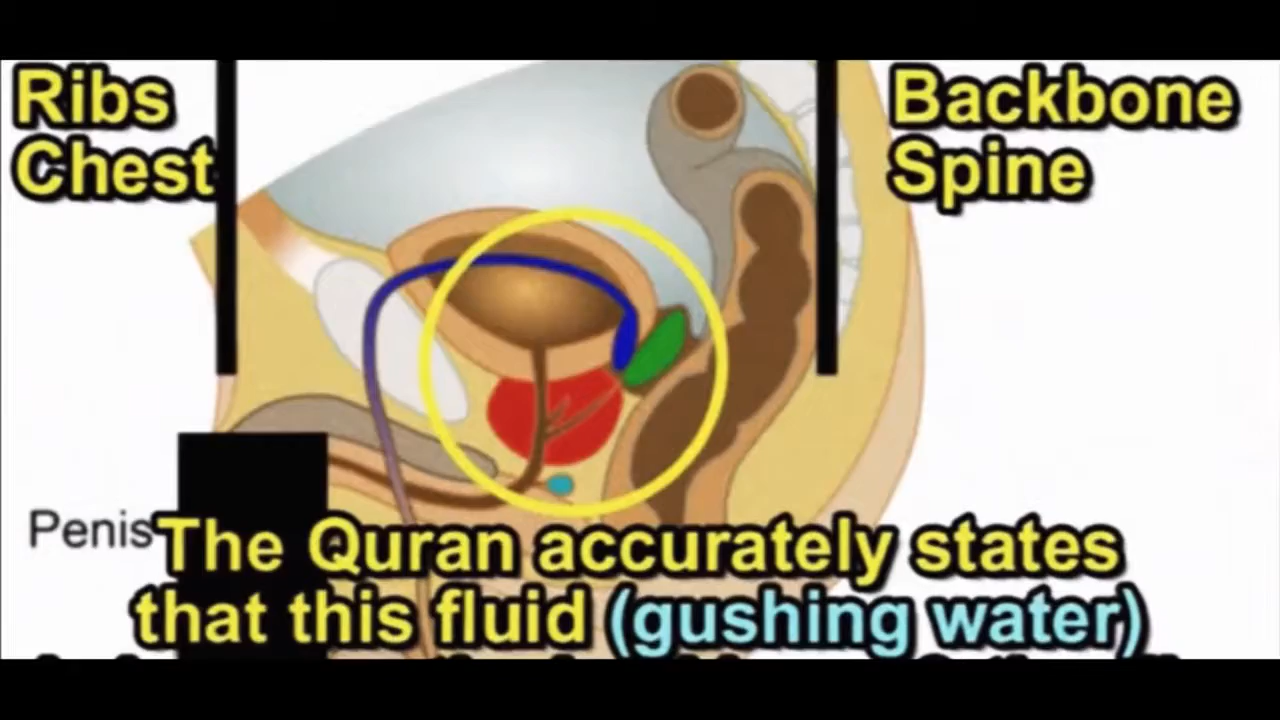 Ribs
Chest
Backbone
Spine
Penis
The Quran accurately states
that this fluid (gushing water)